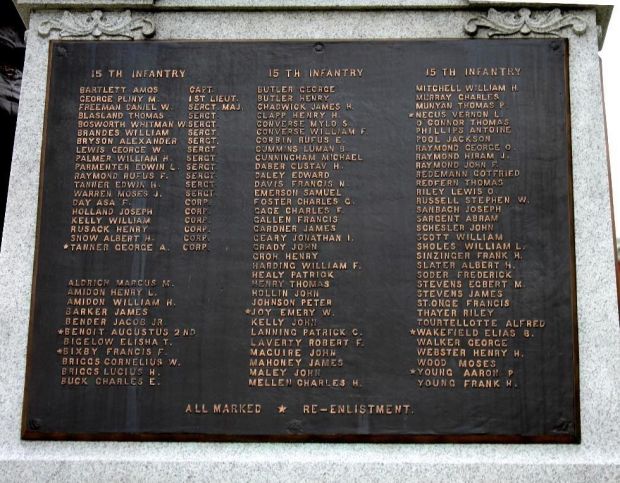 15 TH INFANTRY
BARTLETT AMOS CAPT.
GEORGE PLINY M. 1ST LIEUT.
FREEMAN DANIEL W. SERGT. MAJ.
BLASLAND THOMAS SERGT.
BOSWORTH WHITMAN W SERGT.
BRANDES WILLIAM SERGT.
BRYSON ALEXANDER SERGT.
LEWIS GEORGE W. SERGT.
PALMER WILLIAM H. SERGT.
PARMENTER EDWIN L. SERGT.
RAYMOND RUFUS F. SERGT.
TANNER EDWIN H. SERGT.
WARREN MOSES J. SERGT.
DAY ASA F. CORP.
HOLLAND JOSEPH CORP.
KELLY WILLIAM CORP.
RUSACK HENRY CORP.
SNOW ALBERT H. CORP.
★TANNER GEORGE A. CORP.
ALDRICH MARCUS M.
AMIDON HENRY L.
AMIDON WILLIAM H.
BARKER JAMES
BENDER JACOB JR.
★BENOIT AUGUSTUS 2ND
BIGELOW ELISHA T.
★BIXBY FRANCIS F.
BRIGGS CORNELIUS W.
BRIGGS LUCIUS H.
BUCK CHARLES E.
15 TH INFANTRY
BUTLER GEORGE
BUTLER HENRY
CHADWICK JAMES H.
CLAPP HENRY H.
CONVERSE MYLO S.
CONVERSE WILLIAM F.
CORBIN RUFUS E.
CUMMINS LUMAN B.
CUNNINGHAM MICHAEL
DABER GUSTAV H.
DALEY EDWARD
DAVIS FRANCIS N.
EMERSON SAMUEL
FOSTER CHARLES G.
GAGE CHARLES F.
GALLEN FRANCIS
GARDNER JAMES
GEARY JONATHAN I.
GRADY JOHN
GROH HENRY
HARDING WILLIAM F.
HEALY PATRICK
HENRY THOMAS
HOLLIN JOHN
JOHNSON PETER
★JOY EMERY W.
KELLY JOHN
LANNING PATRICK C.
LAVERTY ROBERT F.
MAGUIRE JOHN
MAHONEY JAMES
MALEY JOHN
MELLEN CHARLES H.
15 TH INFANTRY
MITCHELL WILLIAM H.
MURRAY CHARLES
MUNYAN THOMAS P.
★NEGUS VERNON L.
O CONNOR THOMAS
PHILLIPS ANTOINE
POOL JACKSON
RAYMOND GEORGE O.
RAYMOND HIRAM J.
RAYMOND JOHN F.
REDEMANN GOTTFRIED
REDFERN THOMAS
RILEY LEWIS O
RUSSELL STEPHEN W.
SANBACH JOSEPH
SARGENT ABRAM
SCHESLER JOHN
SCOTT WILLIAM
SHOLES WILLIAM L.
SINZINGER FRANK H.
SLATER ALBERT H.
SODER FREDERICK
STEVENS EGBERT M.
STEVENS JAMES
ST.ONGE FRANCIS
THAYER RILEY
TOURTELLOTTE ALFRED
★WAKEFIELD ELIAS B.
WALKER GEORGE
WEBSTER HENRY H.
WOOD MOSES
★YOUNG AARON P
YOUNG FRANK H.
ALL MARKED ★ RE-ENLISTMENT.